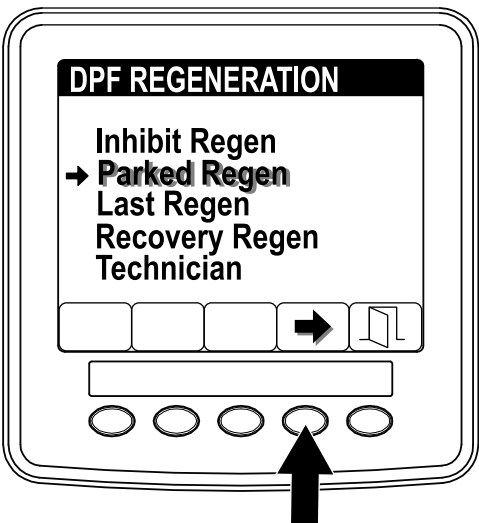 DPF REGENERATION
Inhibit Regen
Parked Regen
Last Regen
Recovery Regen
Technician